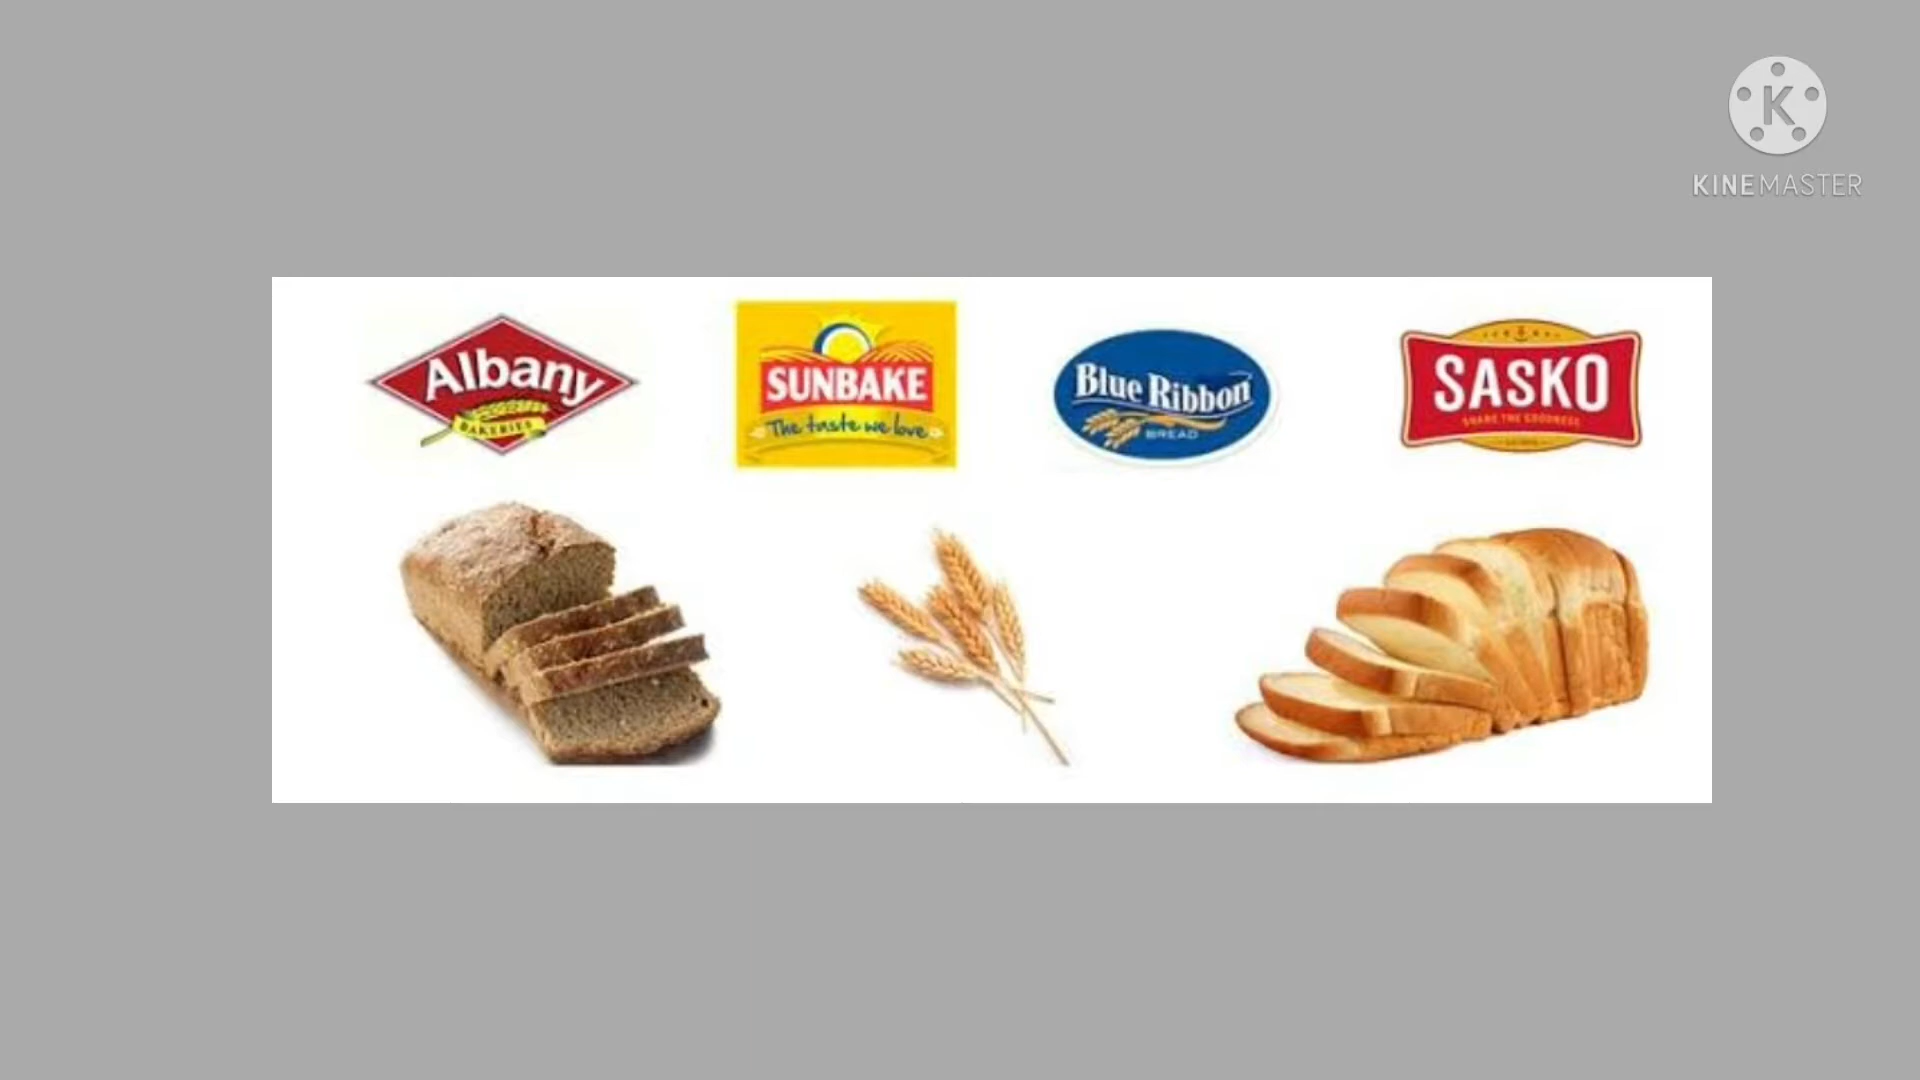 K
KINEMASTER
Albany
BAKERIES
SUNBAKE
The taste we love
Blue Ribbon
BREAD
SASKO
SHARE THE GOODNESS